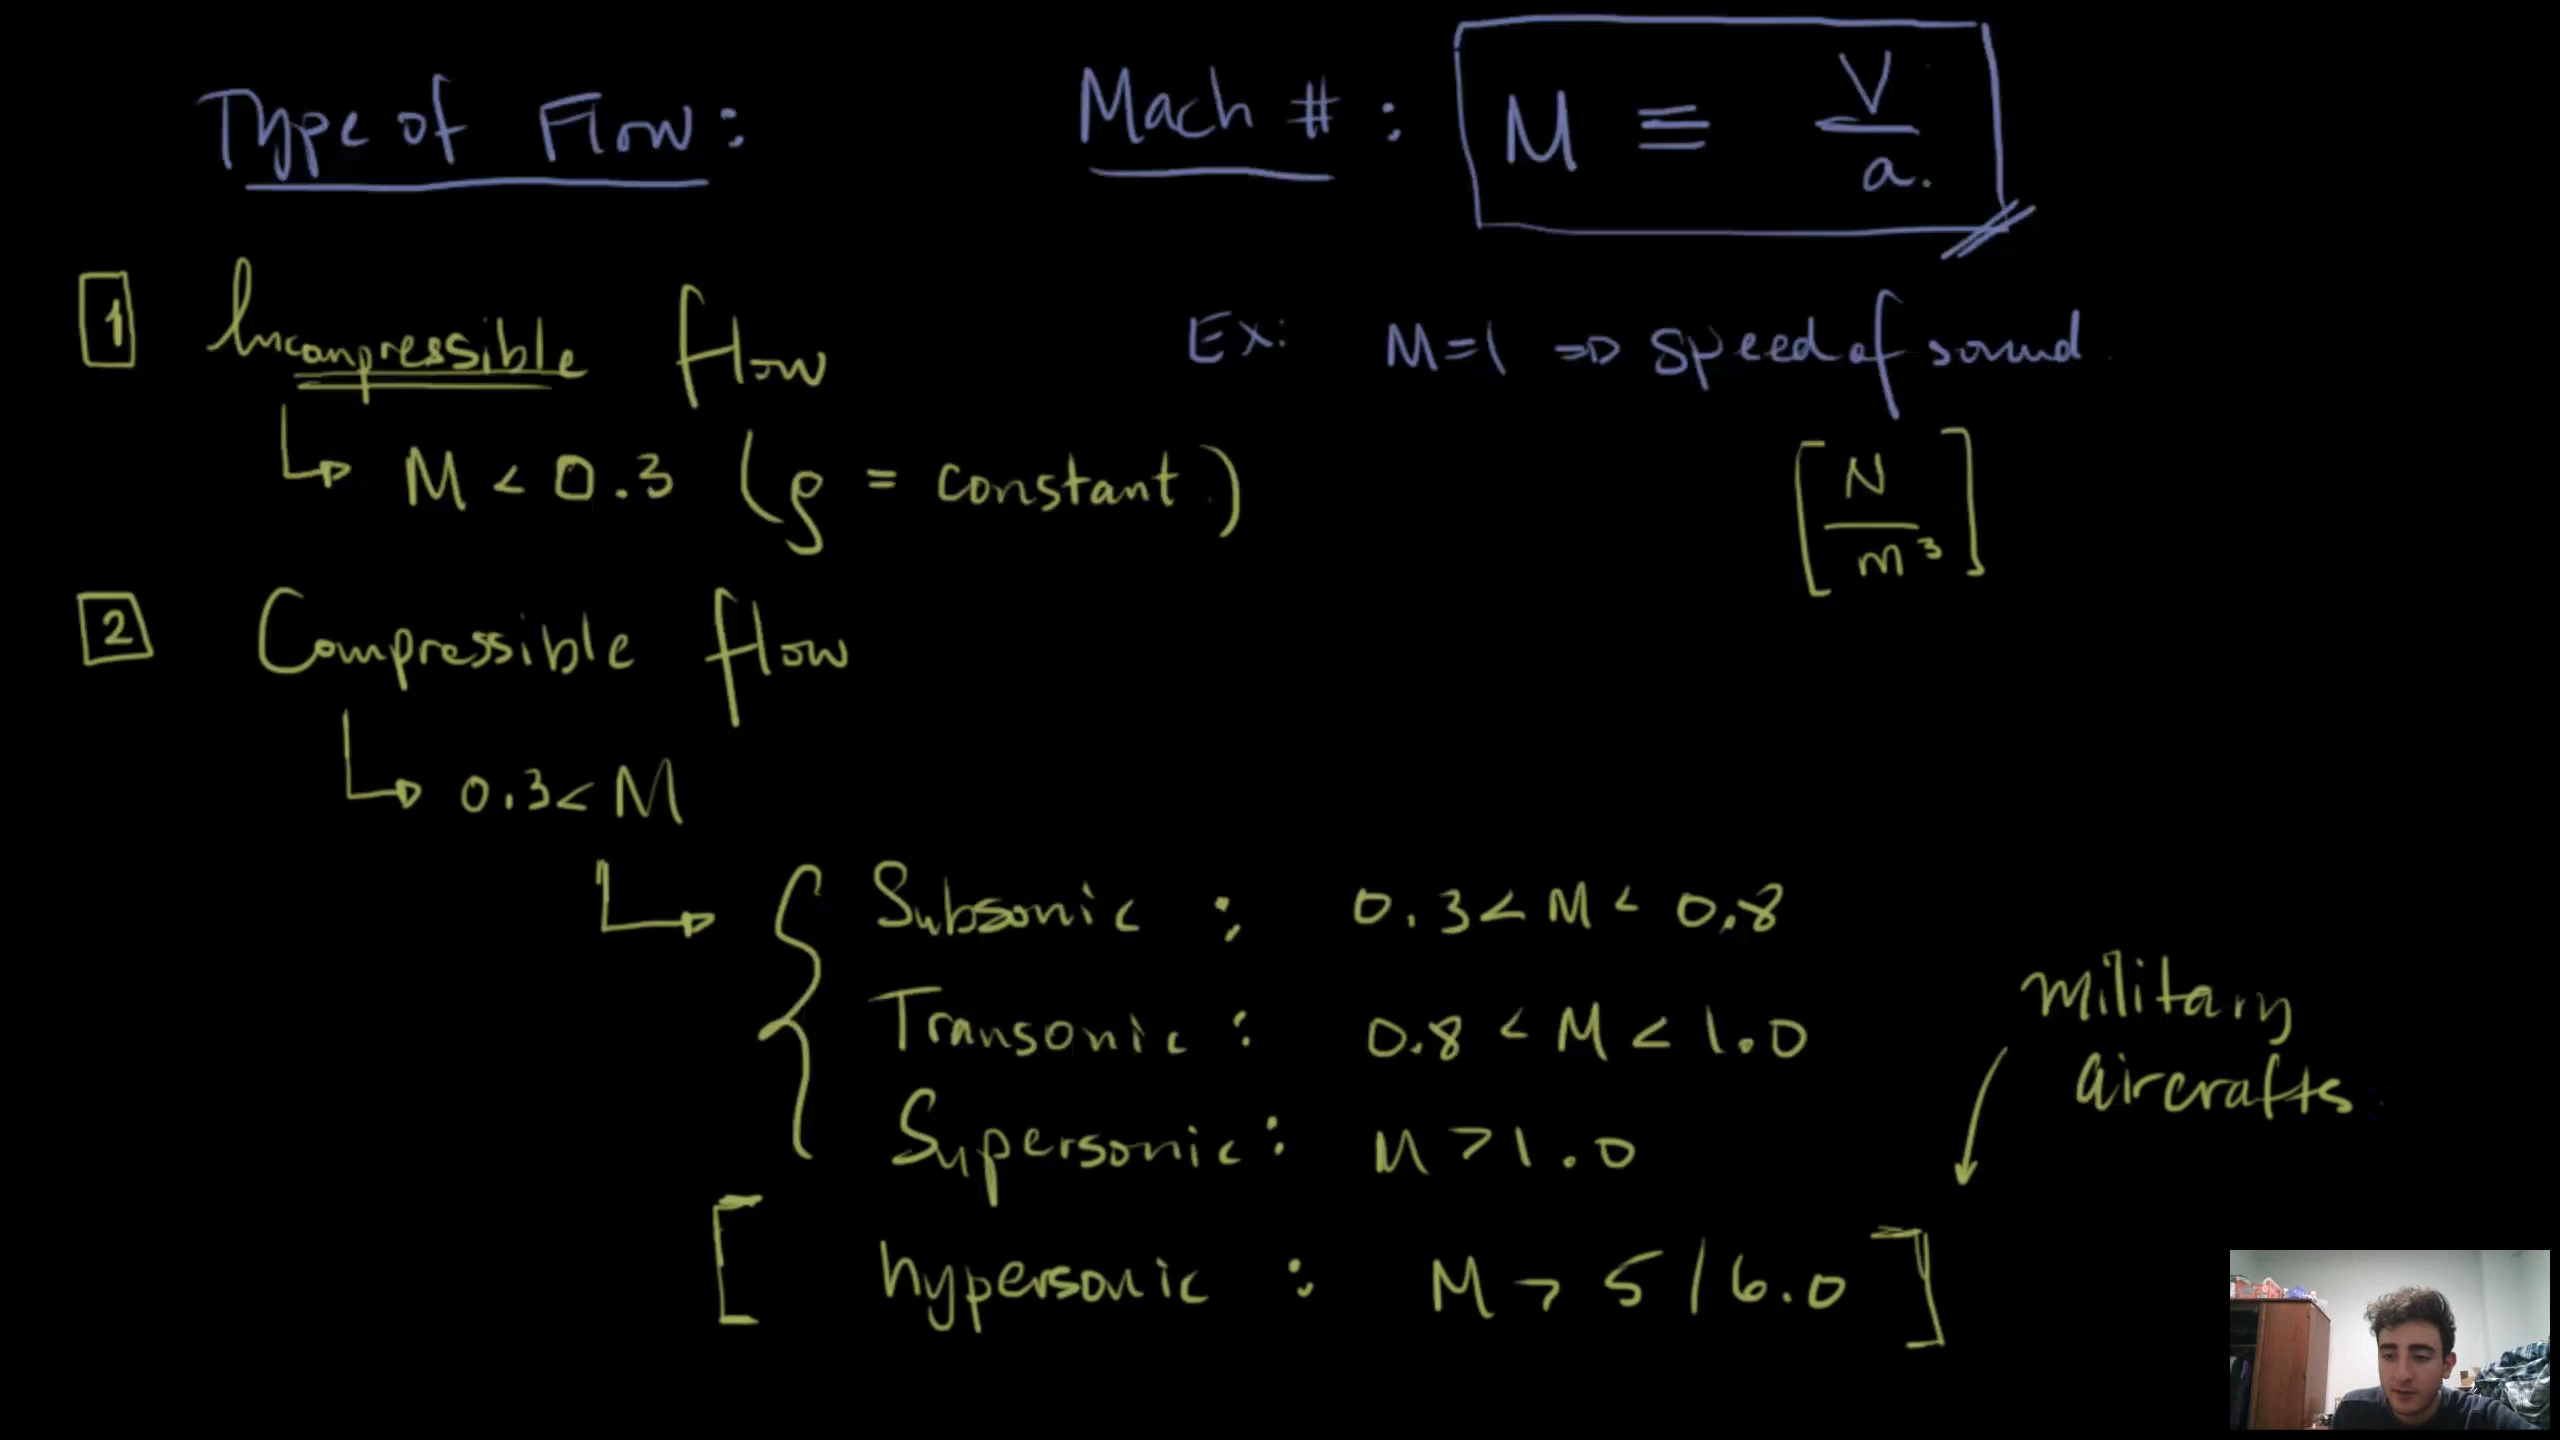 Type of Flow:
Mach # : M ≡ V/a.
1 Incompressible flow
Ex: M=1 ⇒ speed of sound
↳ M < 0.3 (ρ = constant.)
[N/m³]
2 Compressible flow
↳ 0.3 < M
↳ { Subsonic : 0.3 < M < 0.8
Transonic : 0.8 < M < 1.0
Supersonic : M > 1.0
military
aircrafts
[ hypersonic : M > 5 / 6.0 ]